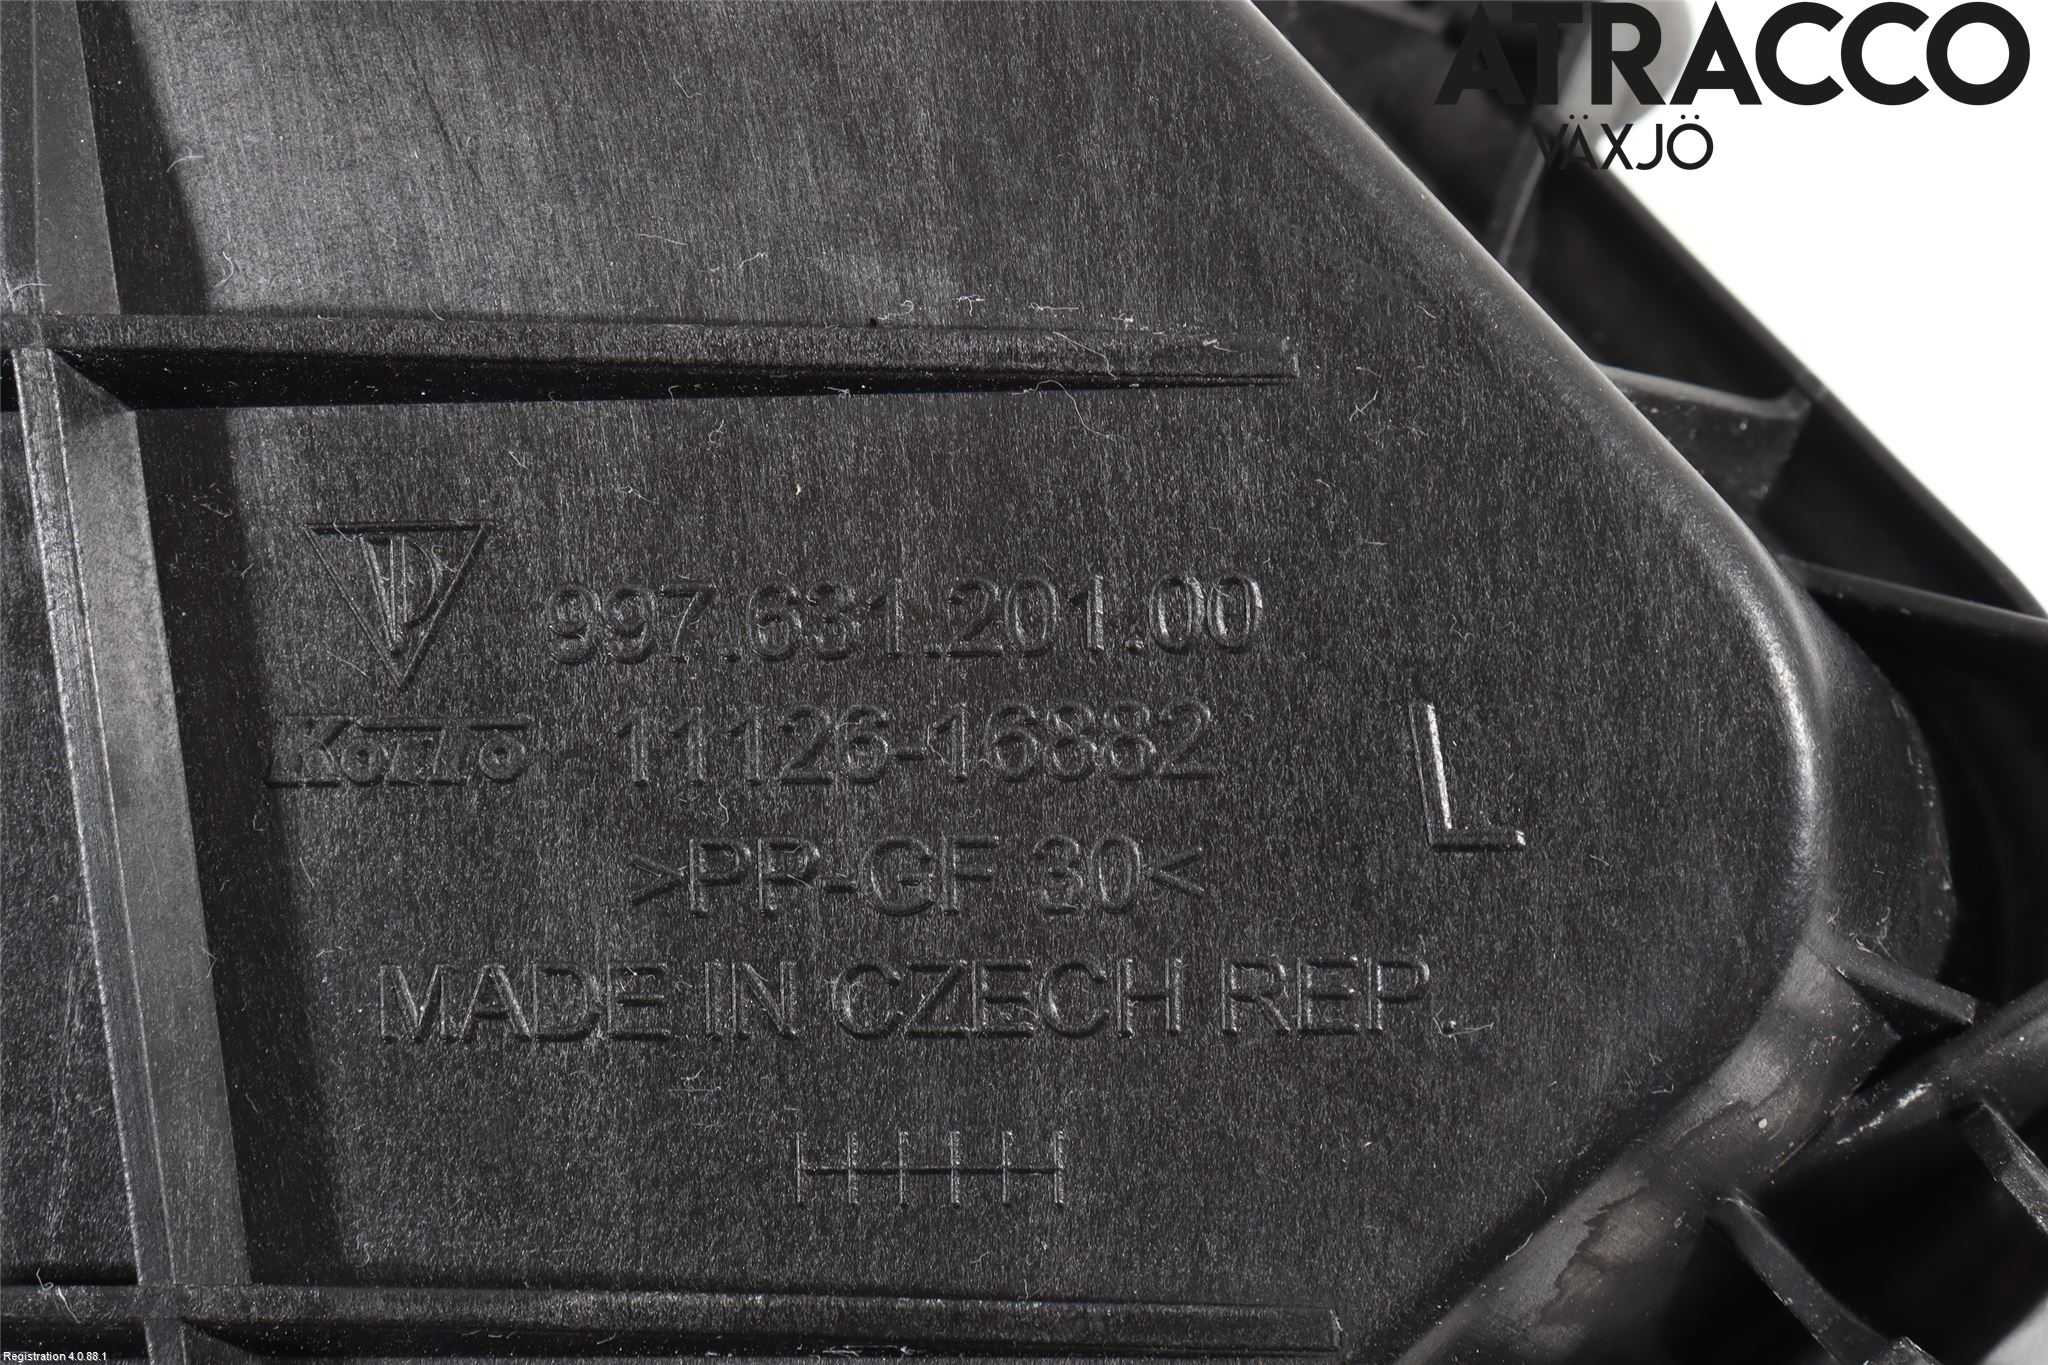 ATRACCO
VÄXJÖ
997.631.201.00
11126-16882
L
>PP-GF 30<
MADE IN CZECH REP.
Registration 4.0.88.1